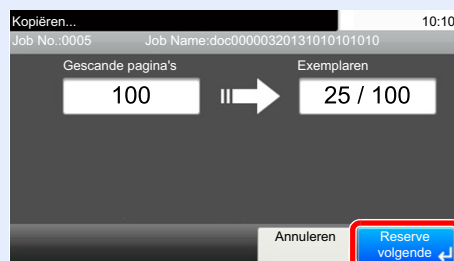 Kopiëren... 10:10
Job No.:0005 Job Name:doc00000320131010101010
Gescande pagina's Exemplaren
100 25 / 100
Annuleren Reserve
volgende